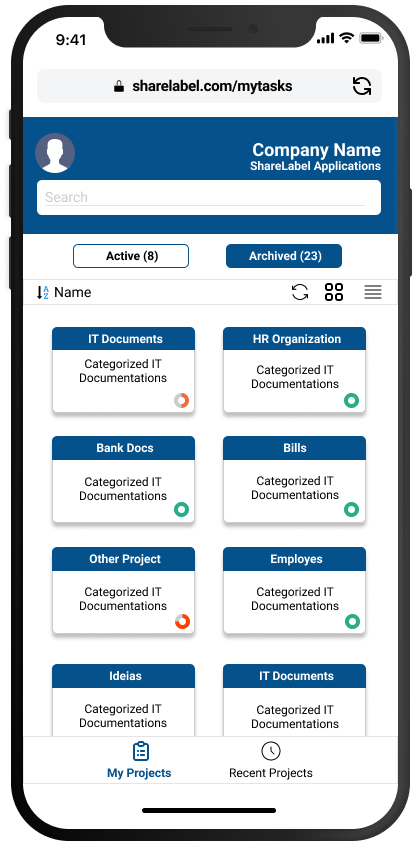 9:41
sharelabel.com/mytasks
Company Name
ShareLabel Applications
Search
Active (8)
Archived (23)
A
Z
Name
IT Documents
Categorized IT
Documentations
HR Organization
Categorized IT
Documentations
Bank Docs
Categorized IT
Documentations
Bills
Categorized IT
Documentations
Other Project
Categorized IT
Documentations
Employes
Categorized IT
Documentations
Ideias
Categorized IT
Documentations
IT Documents
Categorized IT
Documentations
My Projects
Recent Projects